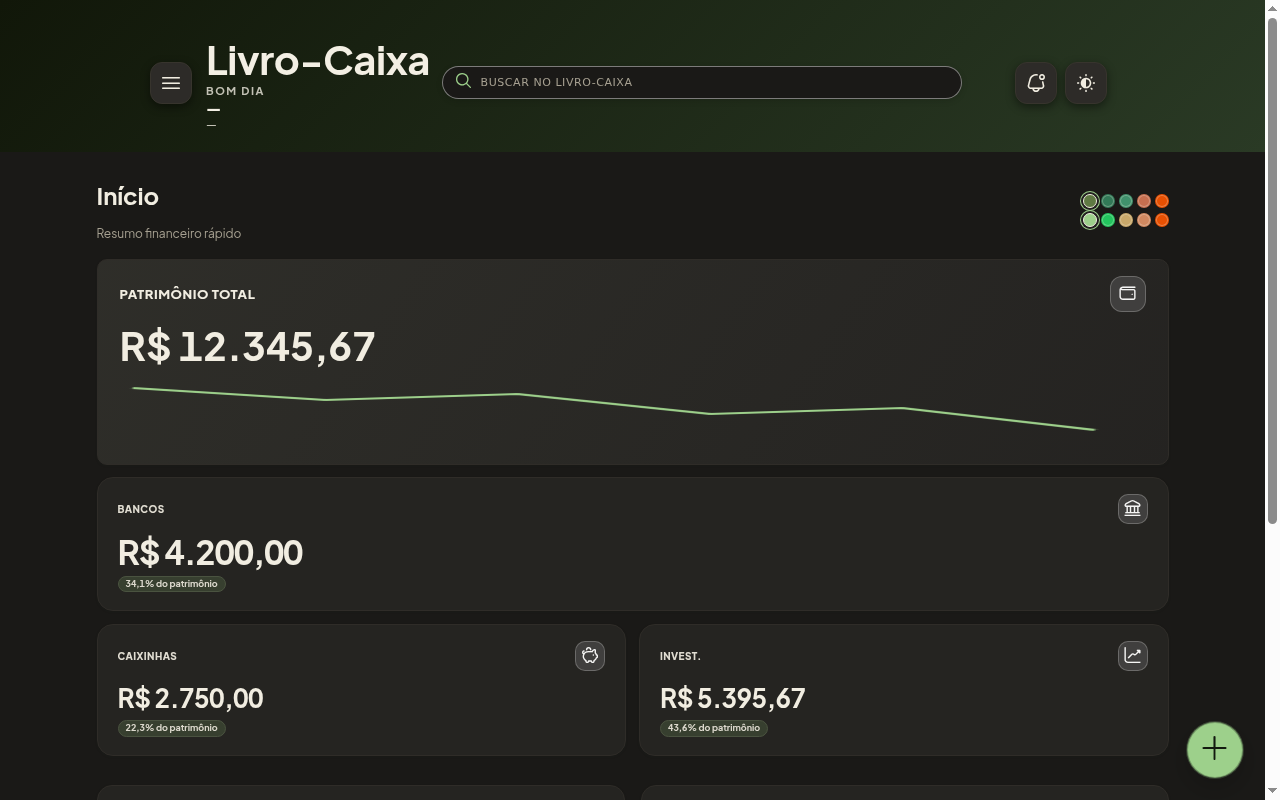 Livro-Caixa
BOM DIA
—
—
BUSCAR NO LIVRO-CAIXA
Início
Resumo financeiro rápido
PATRIMÔNIO TOTAL
R$ 12.345,67
BANCOS
R$ 4.200,00
34,1% do patrimônio
CAIXINHAS
R$ 2.750,00
22,3% do patrimônio
INVEST.
R$ 5.395,67
43,6% do patrimônio